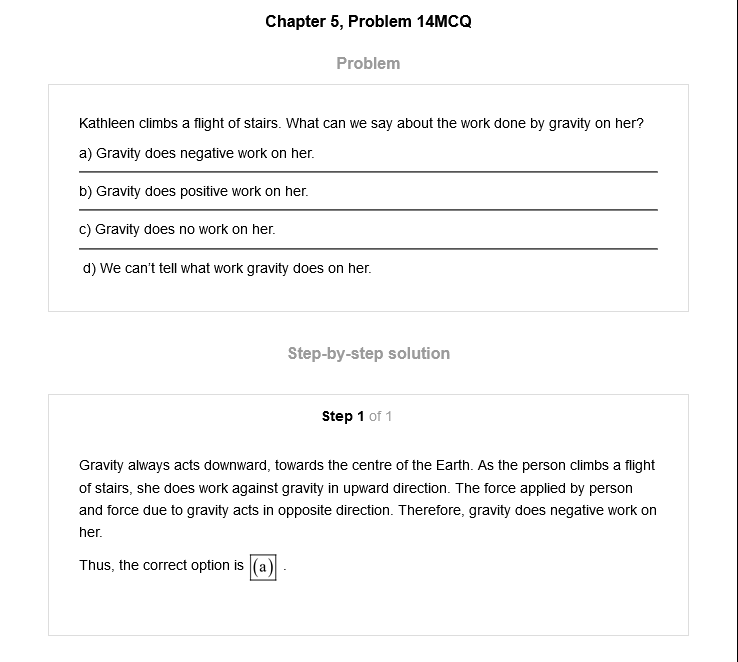 Chapter 5, Problem 14MCQ
Problem
Kathleen climbs a flight of stairs. What can we say about the work done by gravity on her?
a) Gravity does negative work on her.
b) Gravity does positive work on her.
c) Gravity does no work on her.
d) We can't tell what work gravity does on her.
Step-by-step solution
Step 1 of 1
Gravity always acts downward, towards the centre of the Earth. As the person climbs a flight
of stairs, she does work against gravity in upward direction. The force applied by person
and force due to gravity acts in opposite direction. Therefore, gravity does negative work on
her.
Thus, the correct option is (a) .